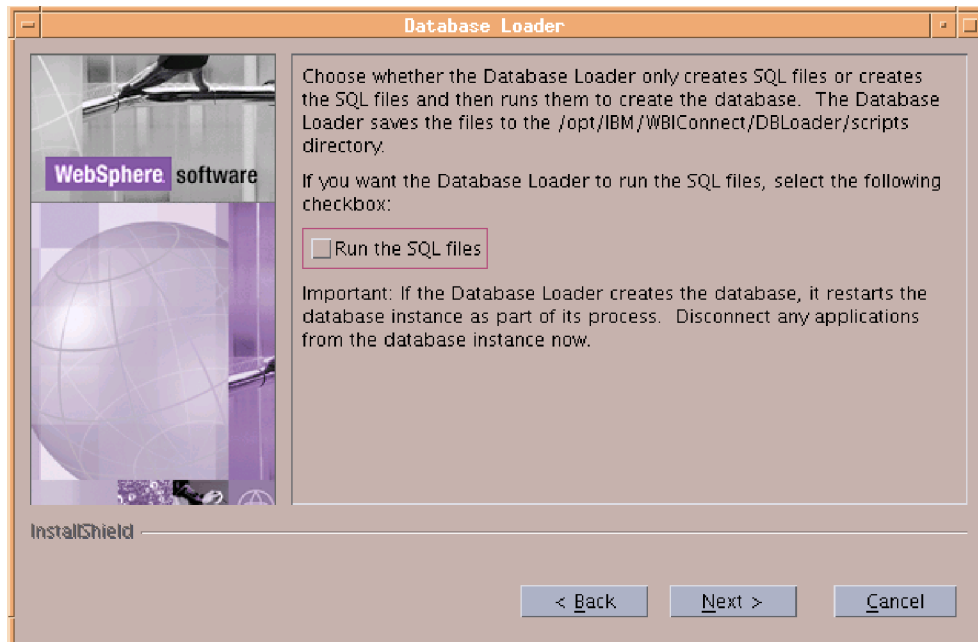 Database Loader
WebSphere software
Choose whether the Database Loader only creates SQL files or creates
the SQL files and then runs them to create the database. The Database
Loader saves the files to the /opt/IBM/WBIConnect/DBLoader/scripts
directory.
If you want the Database Loader to run the SQL files, select the following
checkbox:
Run the SQL files
Important: If the Database Loader creates the database, it restarts the
database instance as part of its process. Disconnect any applications
from the database instance now.
InstallShield
< Back
Next >
Cancel